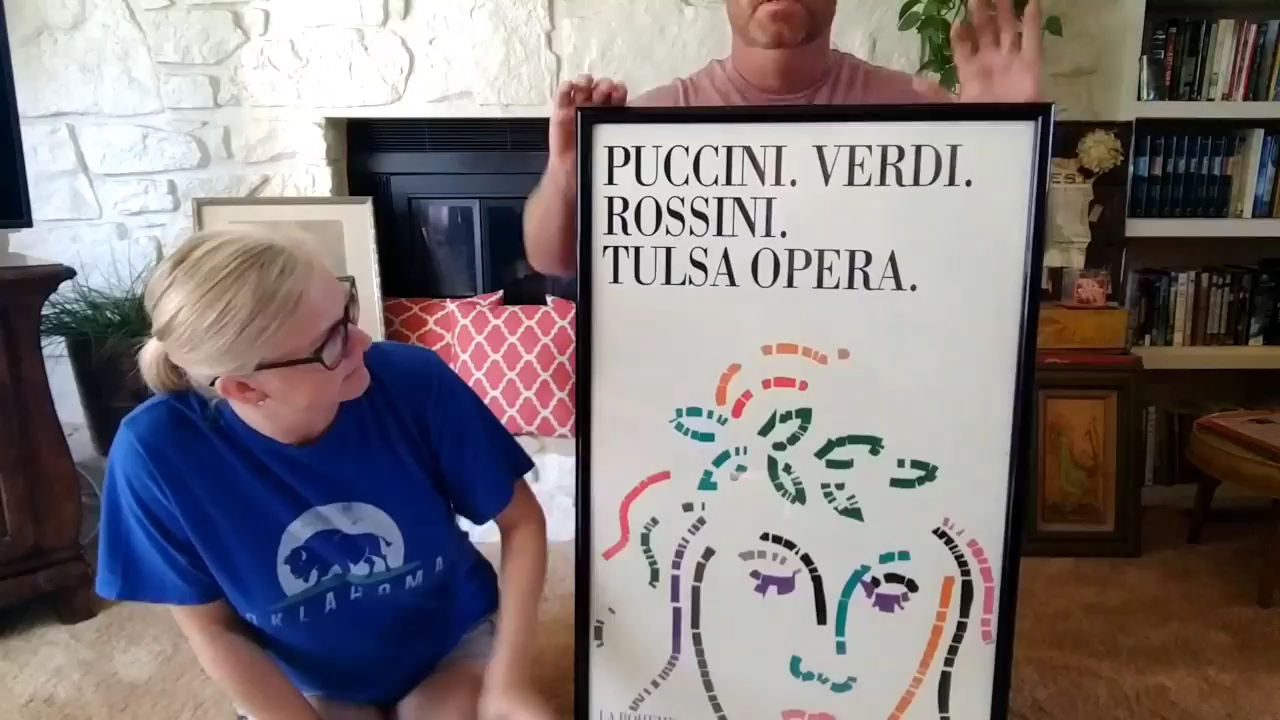 PUCCINI. VERDI.
ROSSINI.
TULSA OPERA.
OKLAHOMA